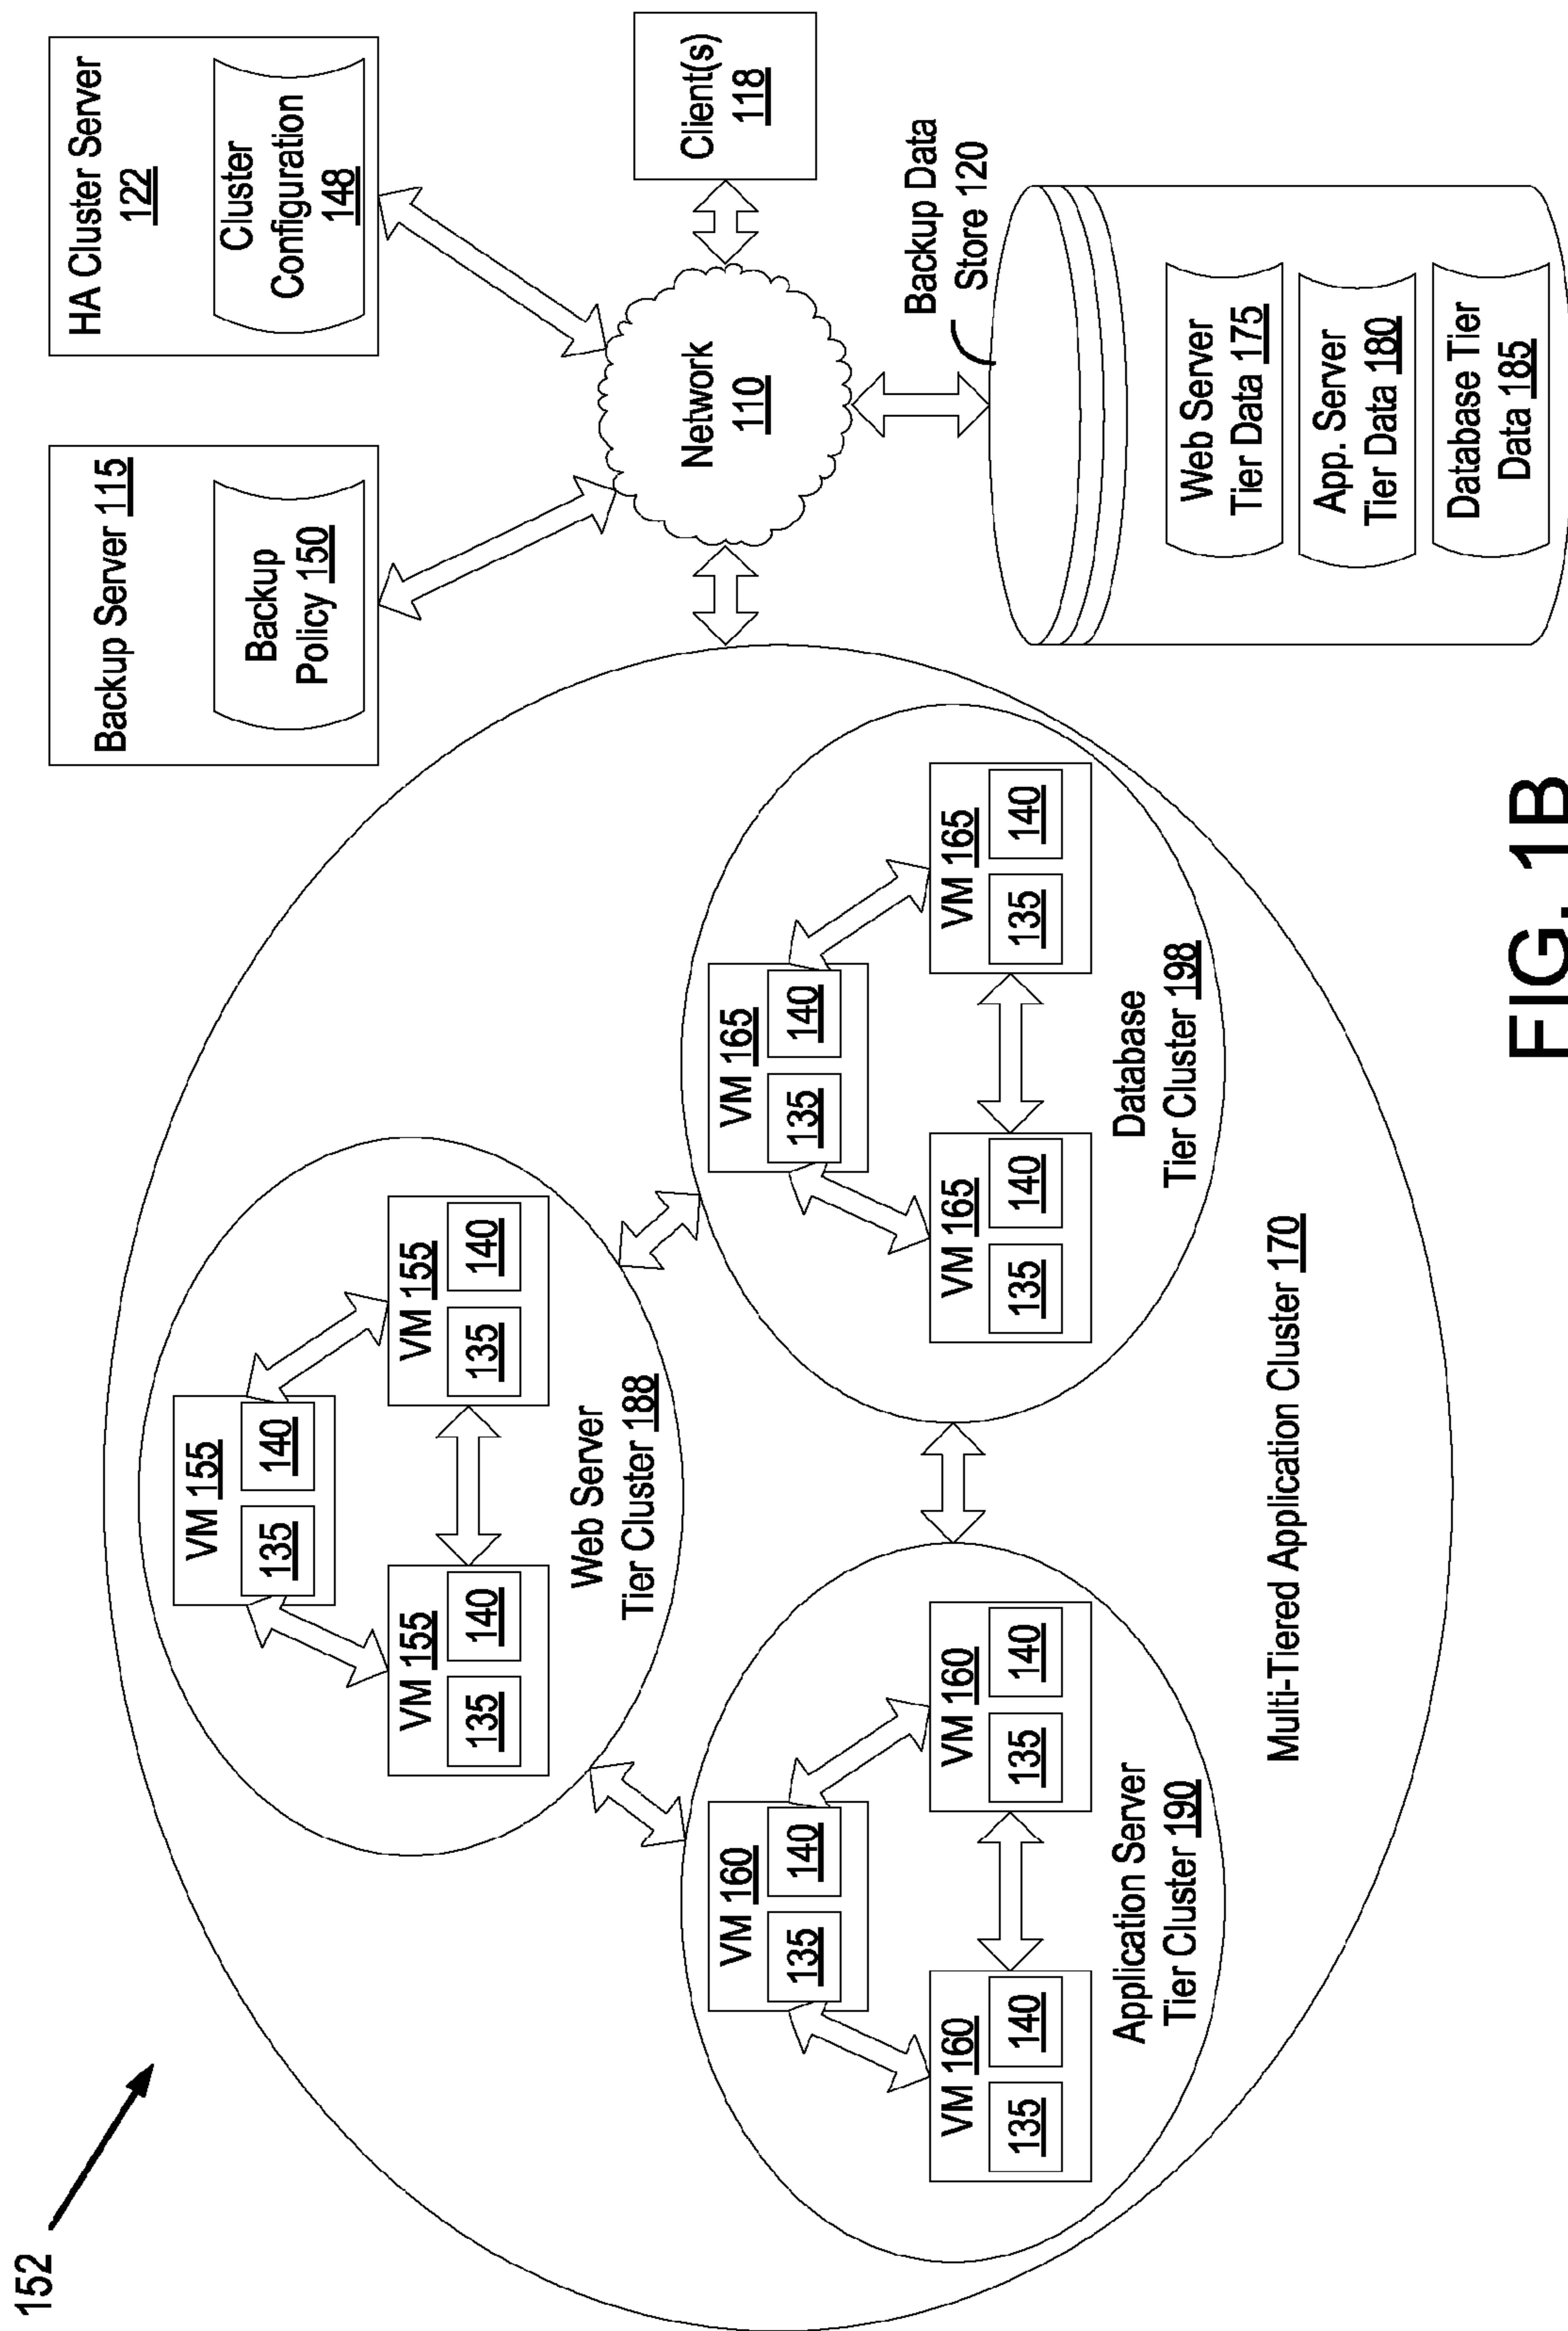 152
HA Cluster Server
122
Cluster
Configuration
148
Backup Server 115
Backup
Policy 150
Client(s)
118
Network
110
Backup Data
Store 120
Web Server
Tier Data 175
App. Server
Tier Data 180
Database Tier
Data 185
VM 155
135
140
VM 155
135
140
VM 155
135
140
Web Server
Tier Cluster 188
VM 160
135
140
VM 160
135
140
VM 160
135
140
Application Server
Tier Cluster 190
VM 165
135
140
VM 165
135
140
VM 165
135
140
Database
Tier Cluster 198
Multi-Tiered Application Cluster 170
FIG. 1B